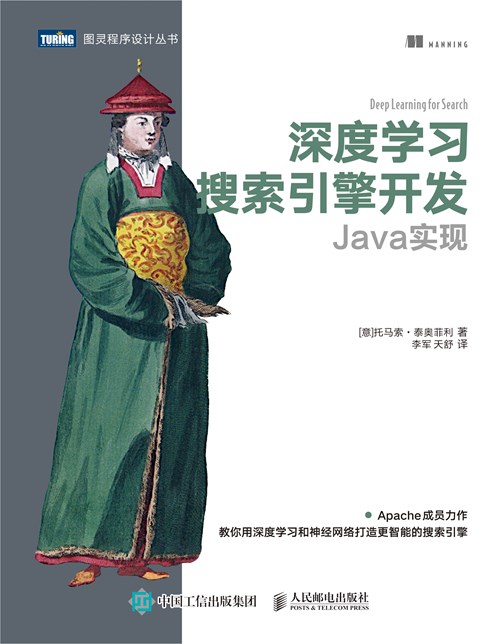 TURING 图灵程序设计丛书
MANNING
Deep Learning for Search
深度学习
搜索引擎开发
Java实现
[意]托马索·泰奥菲利 著
李军 天舒 译
● Apache成员力作
教你用深度学习和神经网络打造更智能的搜索引擎
中国工信出版集团
人民邮电出版社
POSTS & TELECOM PRESS